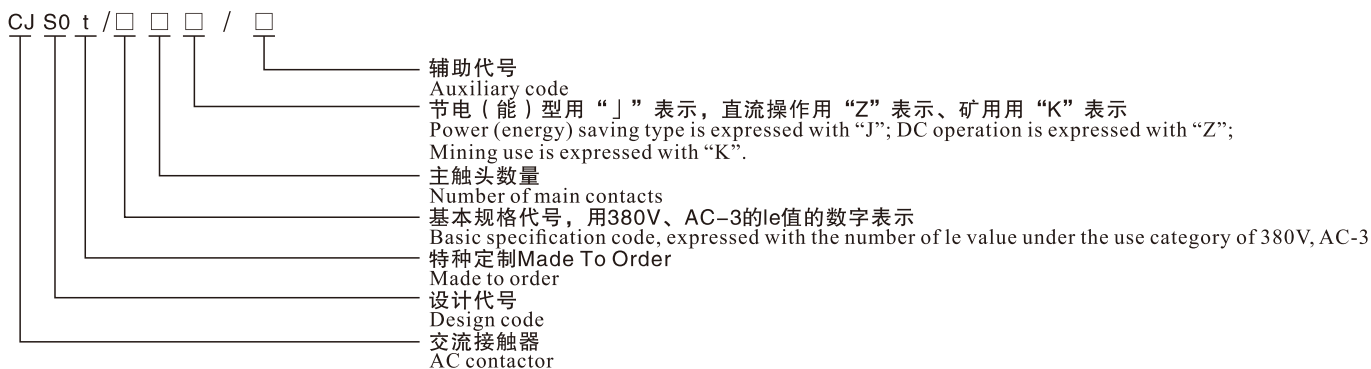 CJ S0 t /□ □ □ / □
辅助代号
Auxiliary code
节电（能）型用“」”表示，直流操作用“Z”表示、矿用用“K”表示
Power (energy) saving type is expressed with “J”; DC operation is expressed with “Z”;
Mining use is expressed with “K”.
主触头数量
Number of main contacts
基本规格代号，用380V、AC-3的le值的数字表示
Basic specification code, expressed with the number of le value under the use category of 380V, AC-3
特种定制Made To Order
Made to order
设计代号
Design code
交流接触器
AC contactor